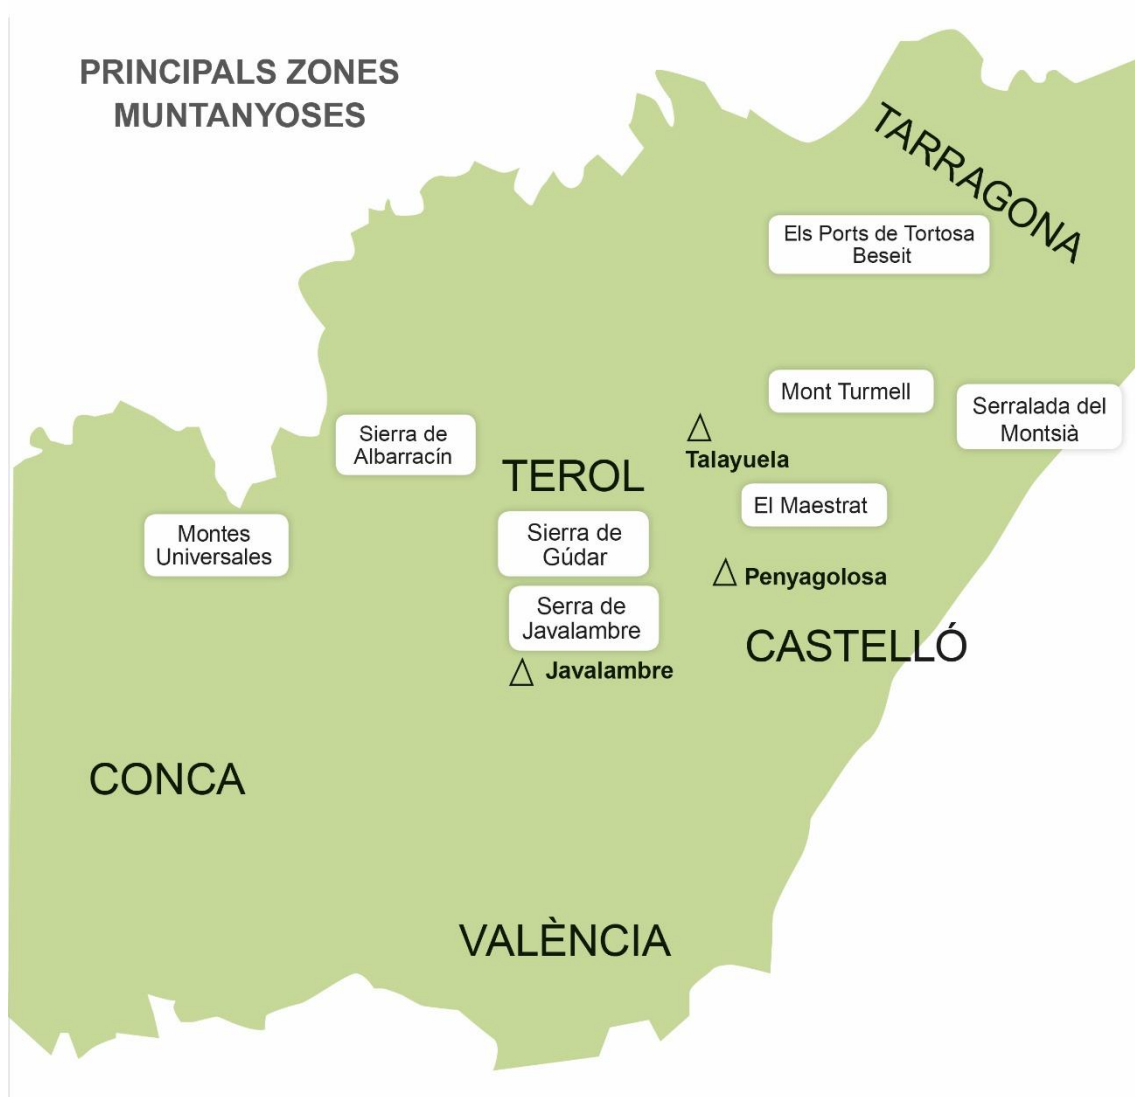 PRINCIPALS ZONES
MUNTANYOSES
TARRAGONA
Els Ports de Tortosa
Beseit
Mont Turmell
Serralada del
Montsià
Sierra de
Albarracín
Talayuela
TEROL
El Maestrat
Montes
Universales
Sierra de
Gúdar
Penyagolosa
Serra de
Javalambre
CASTELLÓ
Javalambre
CONCA
VALÈNCIA